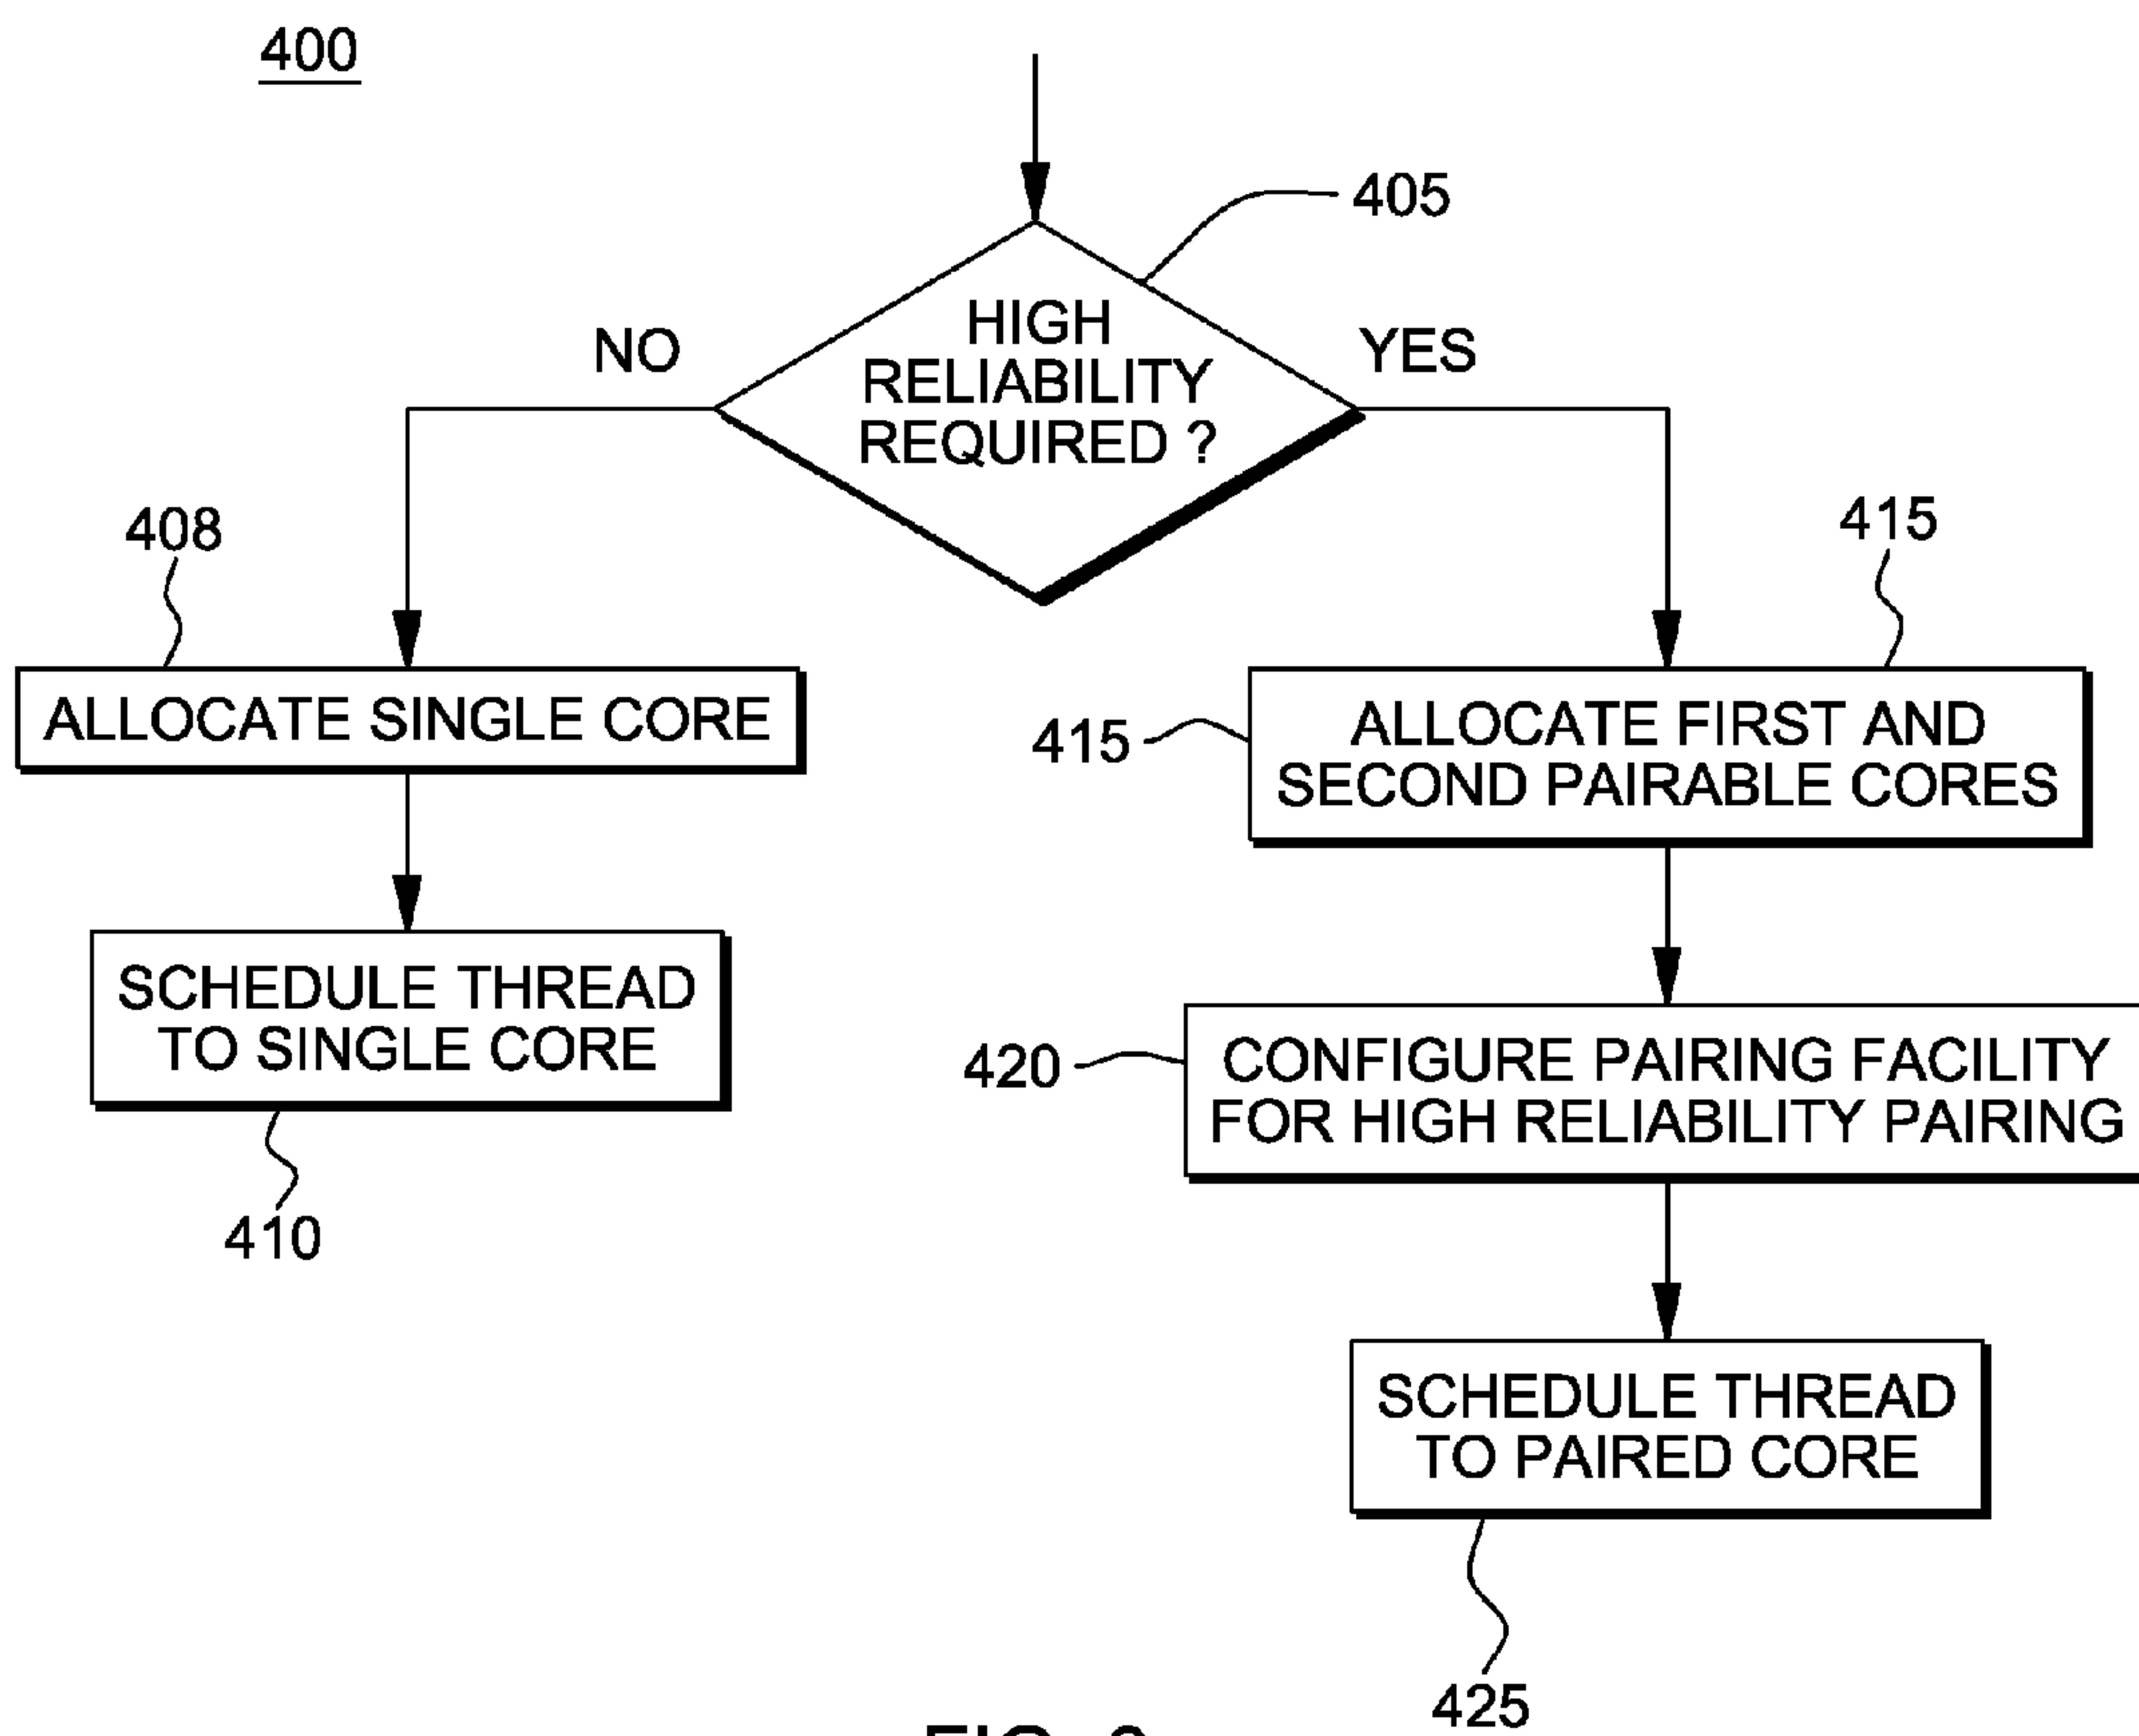 400
405
HIGH
RELIABILITY
REQUIRED ?
NO
YES
408
415
ALLOCATE SINGLE CORE
415
ALLOCATE FIRST AND
SECOND PAIRABLE CORES
SCHEDULE THREAD
TO SINGLE CORE
410
420
CONFIGURE PAIRING FACILITY
FOR HIGH RELIABILITY PAIRING
SCHEDULE THREAD
TO PAIRED CORE
425
FIG.